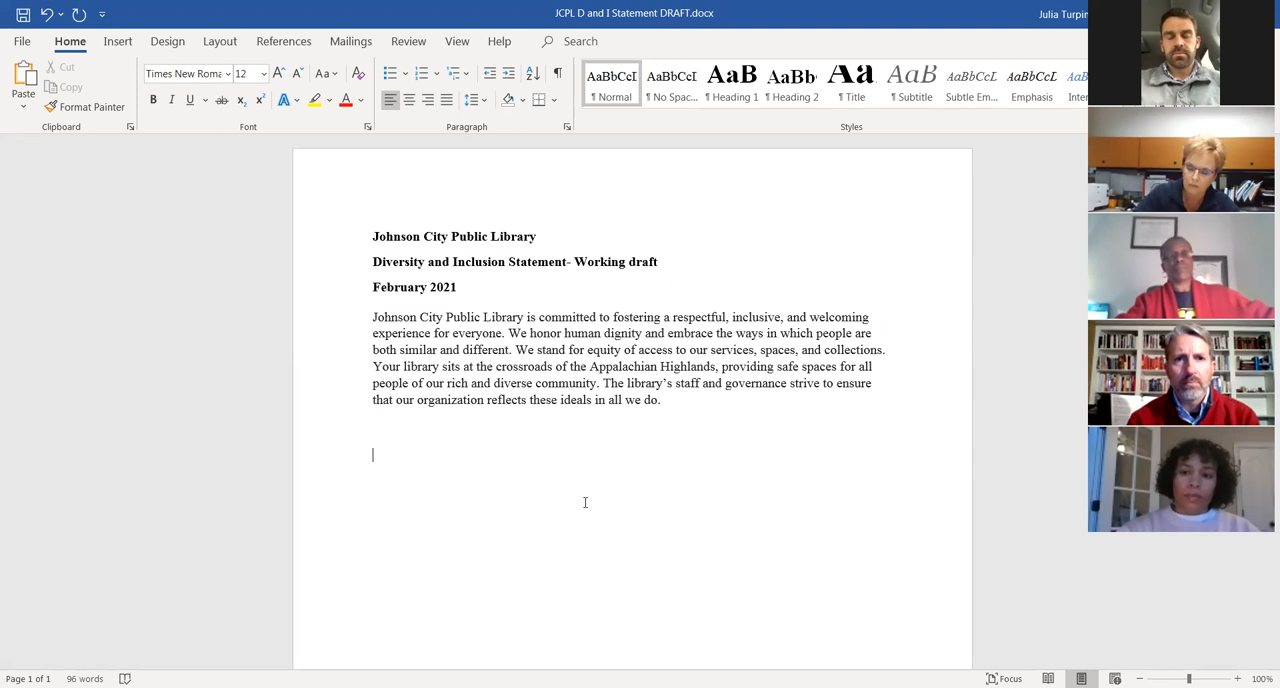 JCPL D and I Statement DRAFT.docx
Julia Turpin
File Home Insert Design Layout References Mailings Review View Help Search
Paste
Cut
Copy
Format Painter
Clipboard
Times New Roma 12
Font
Paragraph
AaBbCcI AaBbCcI AaB AaBb Aa AaB AaBbCcL AaBbCcL AaB
¶ Normal ¶ No Spac... ¶ Heading 1 ¶ Heading 2 ¶ Title ¶ Subtitle Subtle Em... Emphasis Inter
Styles
Johnson City Public Library
Diversity and Inclusion Statement- Working draft
February 2021
Johnson City Public Library is committed to fostering a respectful, inclusive, and welcoming
experience for everyone. We honor human dignity and embrace the ways in which people are
both similar and different. We stand for equity of access to our services, spaces, and collections.
Your library sits at the crossroads of the Appalachian Highlands, providing safe spaces for all
people of our rich and diverse community. The library’s staff and governance strive to ensure
that our organization reflects these ideals in all we do.
Page 1 of 1 96 words Focus 100%